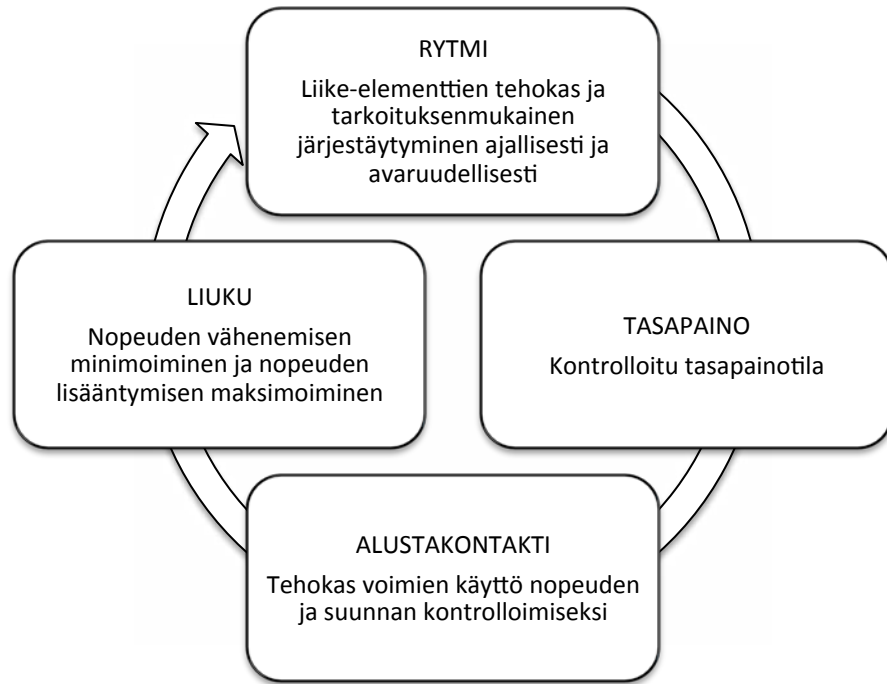 RYTMI
Liike-elementtien tehokas ja
tarkoituksenmukainen
järjestäytyminen ajallisesti ja
avaruudellisesti
TASAPAINO
Kontrolloitu tasapainotila
ALUSTAKONTAKTI
Tehokas voimien käyttö nopeuden
ja suunnan kontrolloimiseksi
LIUKU
Nopeuden vähenemisen
minimoiminen ja nopeuden
lisääntymisen maksimoiminen